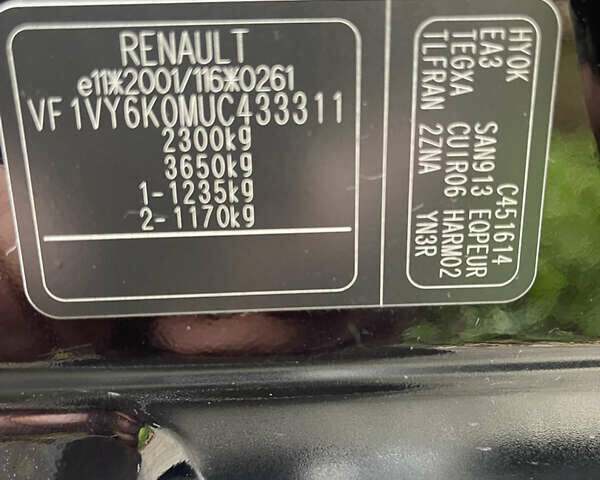 RENAULT
e11*2001/116*0261
VF1VY6K0MUC433311
2300kg
3650kg
1-1235kg
2-1170kg
HY0K
EA3
TEGXA
TLFRAN
C451614
SAN913 EQPEUR
CUIR06 HARM02
2ZNA YN3R